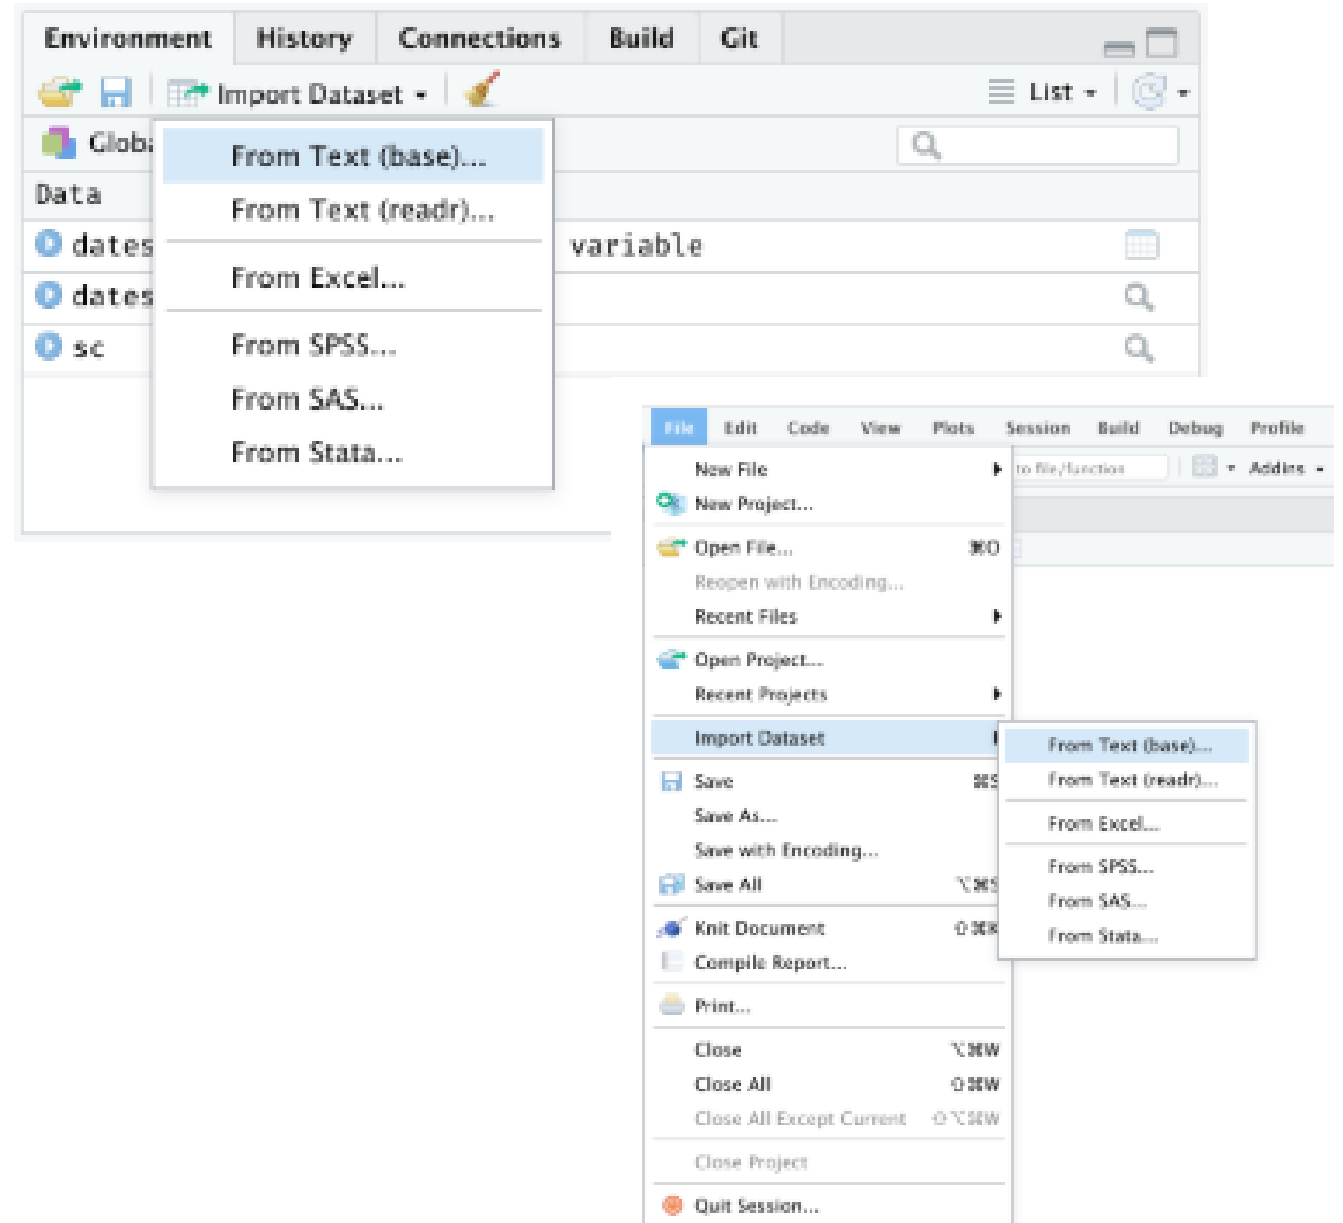 Environment History Connections Build Git
Import Dataset List
Globa
From Text (base)...
From Text (readr)...
From Excel...
From SPSS...
From SAS...
From Stata...
Data
dates variable
dates
sc
File Edit Code View Plots Session Build Debug Profile
to file/function Addins
New File
New Project...
Open File... ⌘O
Reopen with Encoding...
Recent Files
Open Project...
Recent Projects
Import Dataset
From Text (base)...
From Text (readr)...
From Excel...
From SPSS...
From SAS...
From Stata...
Save ⌘S
Save As...
Save with Encoding...
Save All ⌥⌘S
Knit Document ⇧⌘K
Compile Report...
Print...
Close ⌥⌘W
Close All ⇧⌘W
Close All Except Current ⇧⌥⌘W
Close Project
Quit Session...